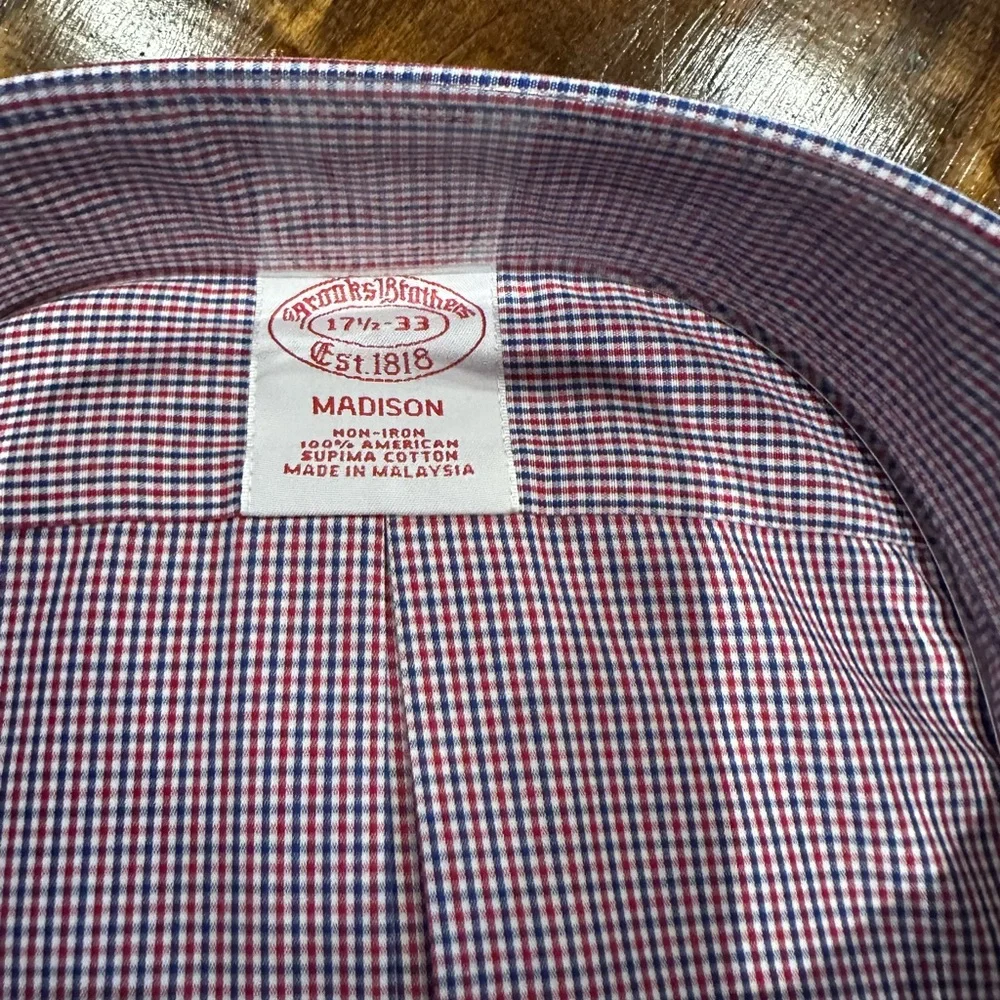 Brooks Brothers
17½-33
Est. 1818
MADISON
NON-IRON
100% AMERICAN
SUPIMA COTTON
MADE IN MALAYSIA